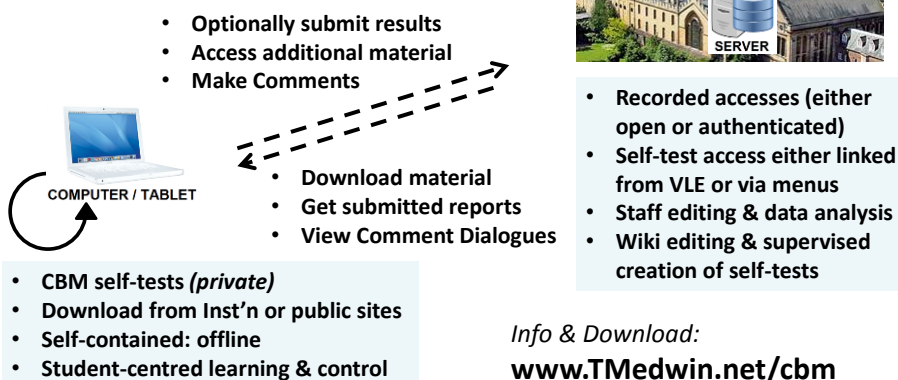 • Optionally submit results
• Access additional material
• Make Comments
SERVER
COMPUTER / TABLET
• Download material
• Get submitted reports
• View Comment Dialogues
• Recorded accesses (either
open or authenticated)
• Self-test access either linked
from VLE or via menus
• Staff editing & data analysis
• Wiki editing & supervised
creation of self-tests
• CBM self-tests (private)
• Download from Inst'n or public sites
• Self-contained: offline
• Student-centred learning & control
Info & Download:
www.TMedwin.net/cbm